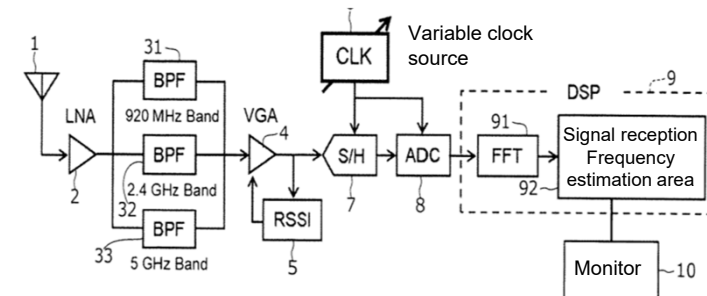 1
LNA
2
31
BPF
920 MHz Band
BPF
32
2.4 GHz Band
BPF
33
5 GHz Band
VGA
4
RSSI
5
CLK
Variable clock
source
S/H
7
ADC
8
DSP
9
91
FFT
92
Signal reception
Frequency
estimation area
Monitor
10